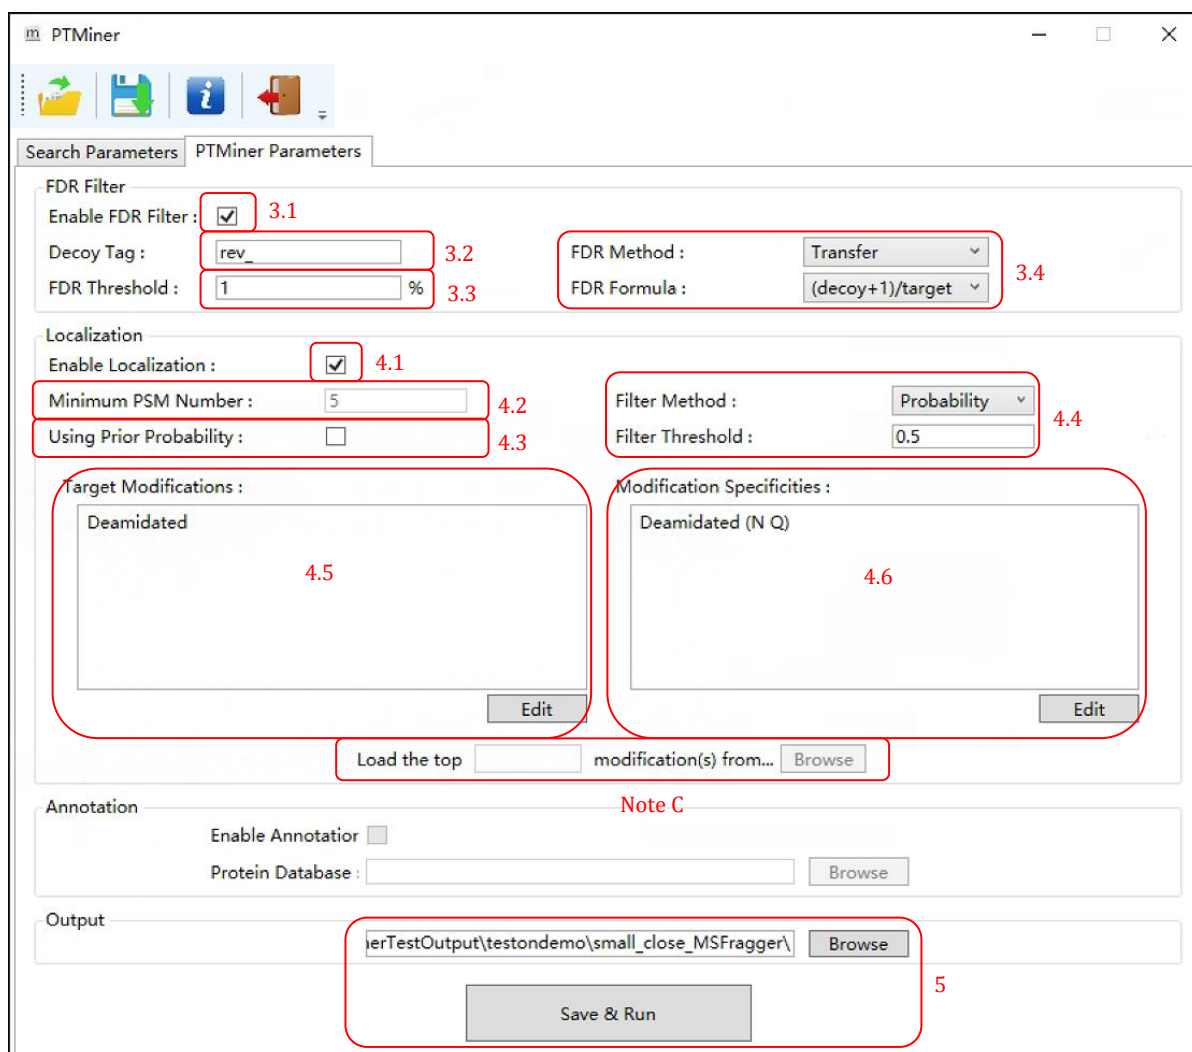 PTMiner
Search Parameters PTMiner Parameters
FDR Filter
Enable FDR Filter : 3.1
Decoy Tag : rev_ 3.2 FDR Method : Transfer 3.4
FDR Threshold : 1 % 3.3 FDR Formula : (decoy+1)/target
Localization
Enable Localization : 4.1
Minimum PSM Number : 5 4.2 Filter Method : Probability 4.4
Using Prior Probability : 4.3 Filter Threshold : 0.5
Target Modifications : Modification Specificities :
Deamidated Deamidated (N Q)
4.5 4.6
Edit Edit
Load the top modification(s) from... Browse
Note C
Annotation
Enable Annotatior
Protein Database : Browse
Output
ıerTestOutput\testondemo\small_close_MSFragger\ Browse
5
Save & Run